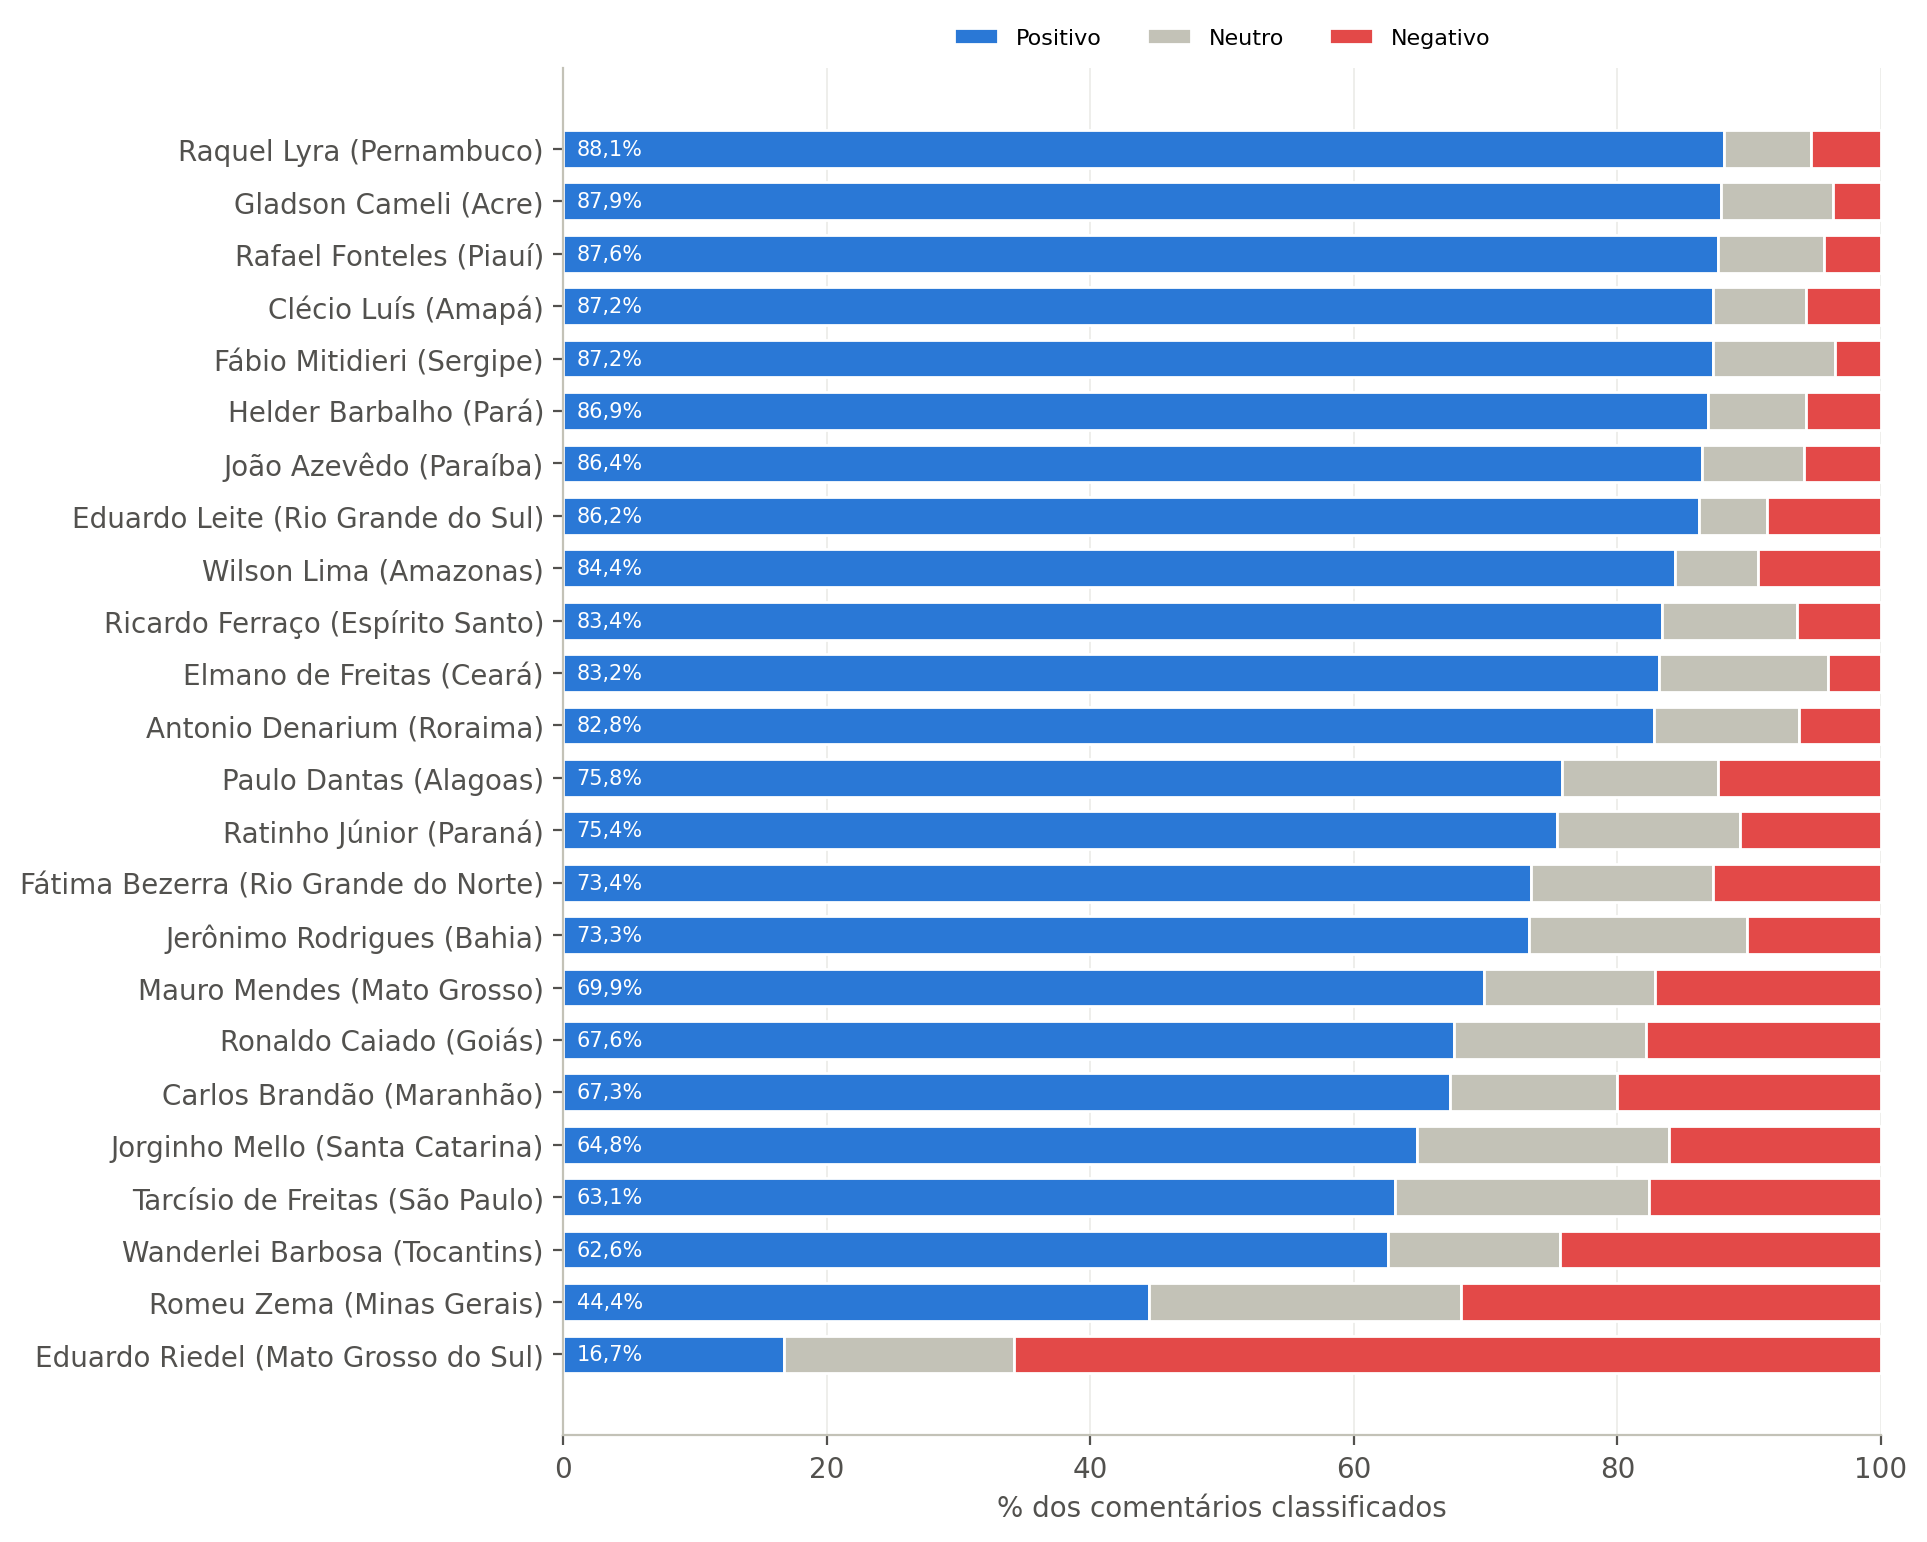 Positivo Neutro Negativo
Raquel Lyra (Pernambuco) 88,1%
Gladson Cameli (Acre) 87,9%
Rafael Fonteles (Piauí) 87,6%
Clécio Luís (Amapá) 87,2%
Fábio Mitidieri (Sergipe) 87,2%
Helder Barbalho (Pará) 86,9%
João Azevêdo (Paraíba) 86,4%
Eduardo Leite (Rio Grande do Sul) 86,2%
Wilson Lima (Amazonas) 84,4%
Ricardo Ferraço (Espírito Santo) 83,4%
Elmano de Freitas (Ceará) 83,2%
Antonio Denarium (Roraima) 82,8%
Paulo Dantas (Alagoas) 75,8%
Ratinho Júnior (Paraná) 75,4%
Fátima Bezerra (Rio Grande do Norte) 73,4%
Jerônimo Rodrigues (Bahia) 73,3%
Mauro Mendes (Mato Grosso) 69,9%
Ronaldo Caiado (Goiás) 67,6%
Carlos Brandão (Maranhão) 67,3%
Jorginho Mello (Santa Catarina) 64,8%
Tarcísio de Freitas (São Paulo) 63,1%
Wanderlei Barbosa (Tocantins) 62,6%
Romeu Zema (Minas Gerais) 44,4%
Eduardo Riedel (Mato Grosso do Sul) 16,7%
0 20 40 60 80 100
% dos comentários classificados